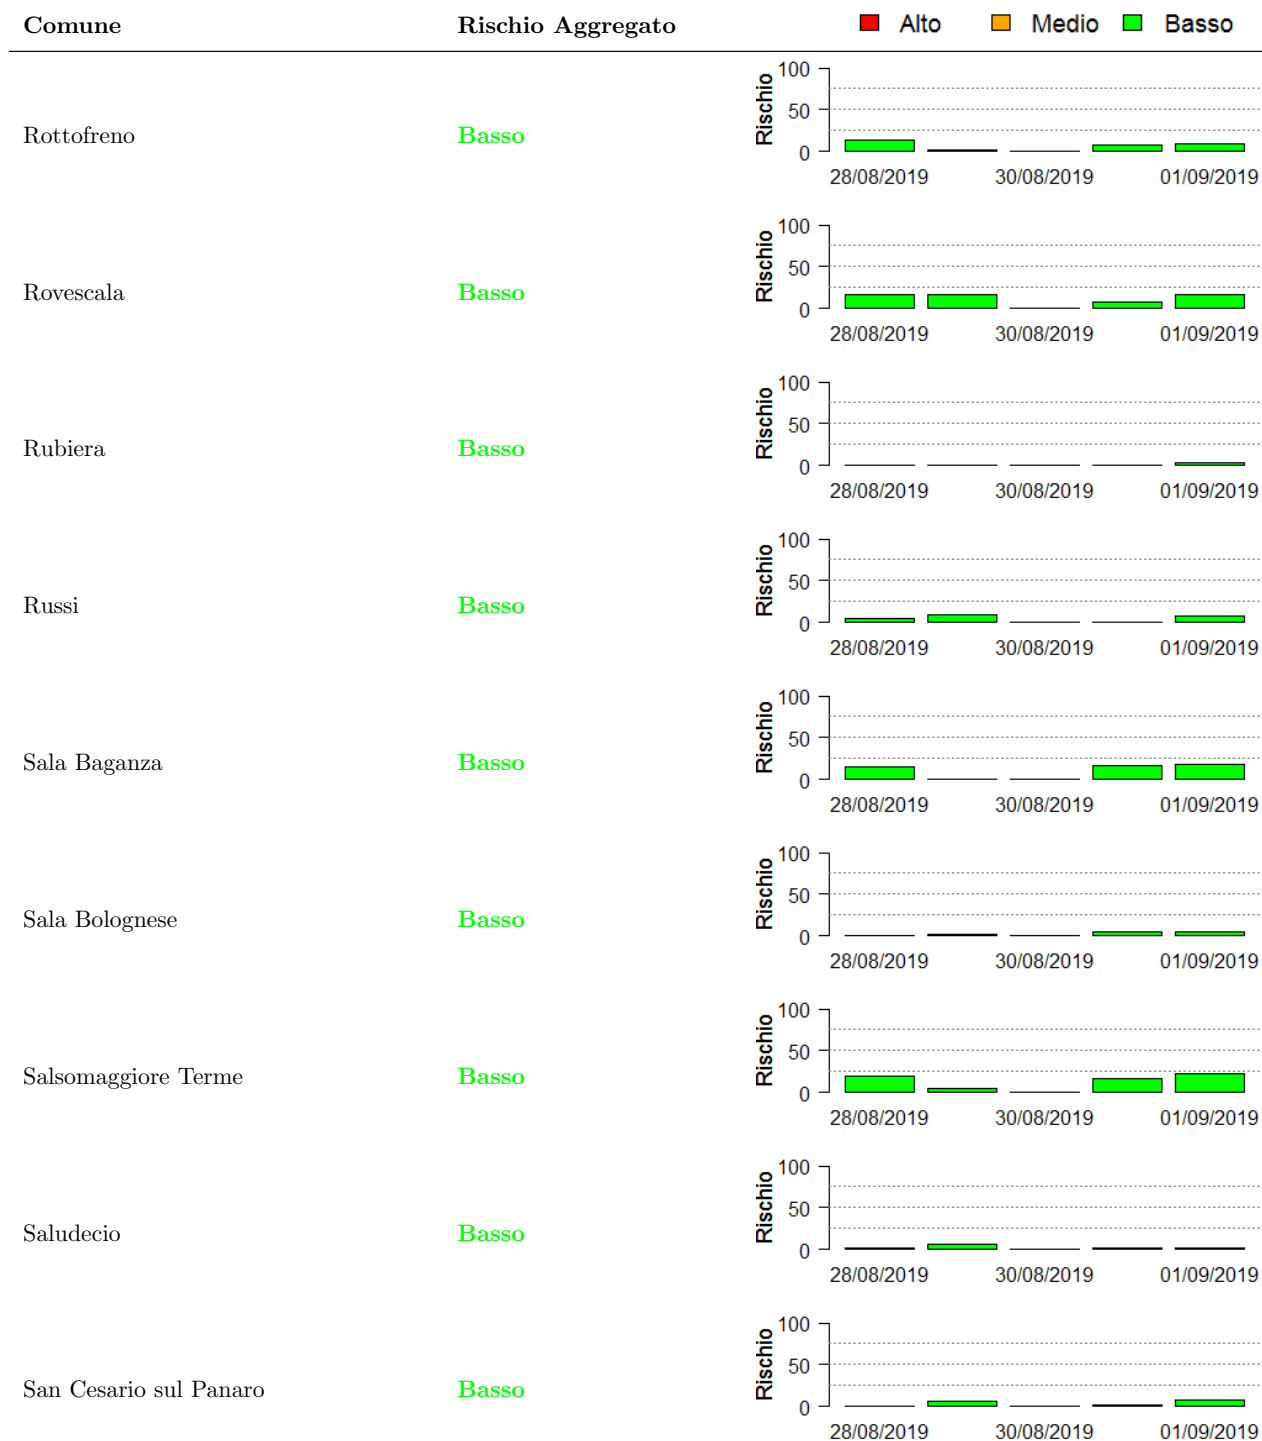 Comune Rischio Aggregato Alto Medio Basso
Rottofreno Basso Rischio 100 50 0
28/08/2019 30/08/2019 01/09/2019
Rovescala Basso Rischio 100 50 0
28/08/2019 30/08/2019 01/09/2019
Rubiera Basso Rischio 100 50 0
28/08/2019 30/08/2019 01/09/2019
Russi Basso Rischio 100 50 0
28/08/2019 30/08/2019 01/09/2019
Sala Baganza Basso Rischio 100 50 0
28/08/2019 30/08/2019 01/09/2019
Sala Bolognese Basso Rischio 100 50 0
28/08/2019 30/08/2019 01/09/2019
Salsomaggiore Terme Basso Rischio 100 50 0
28/08/2019 30/08/2019 01/09/2019
Saludecio Basso Rischio 100 50 0
28/08/2019 30/08/2019 01/09/2019
San Cesario sul Panaro Basso Rischio 100 50 0
28/08/2019 30/08/2019 01/09/2019